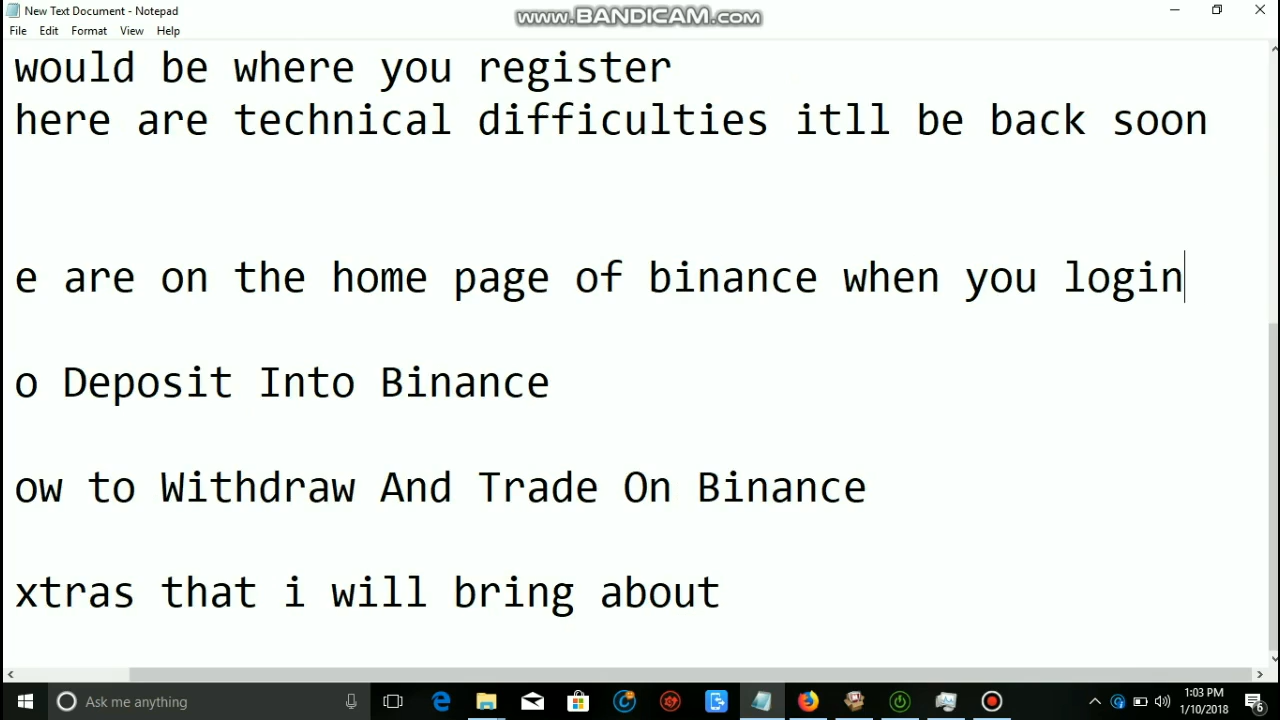 New Text Document - Notepad
www.BANDICAM.com
File Edit Format View Help
would be where you register
here are technical difficulties itll be back soon
e are on the home page of binance when you login
o Deposit Into Binance
ow to Withdraw And Trade On Binance
xtras that i will bring about
Ask me anything
1:03 PM
1/10/2018
6